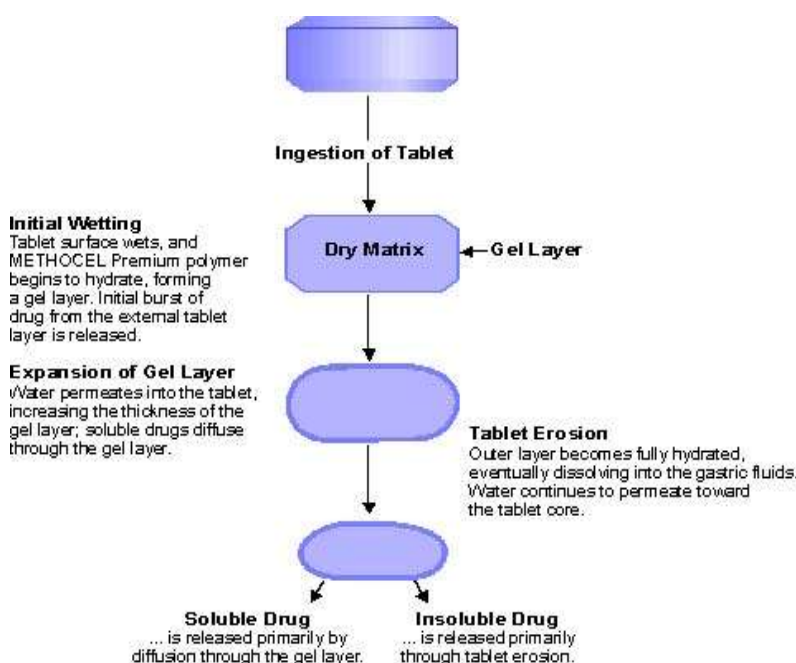 Ingestion of Tablet
Initial Wetting
Tablet surface wets, and
METHOCEL Premium polymer
begins to hydrate, forming
a gel layer. Initial burst of
drug from the external tablet
layer is released.
Dry Matrix
Gel Layer
Expansion of Gel Layer
Water permeates into the tablet,
increasing the thickness of the
gel layer; soluble drugs diffuse
through the gel layer.
Tablet Erosion
Outer layer becomes fully hydrated,
eventually dissolving into the gastric fluids.
Water continues to permeate toward
the tablet core.
Soluble Drug
... is released primarily by
diffusion through the gel layer.
Insoluble Drug
... is released primarily
through tablet erosion.